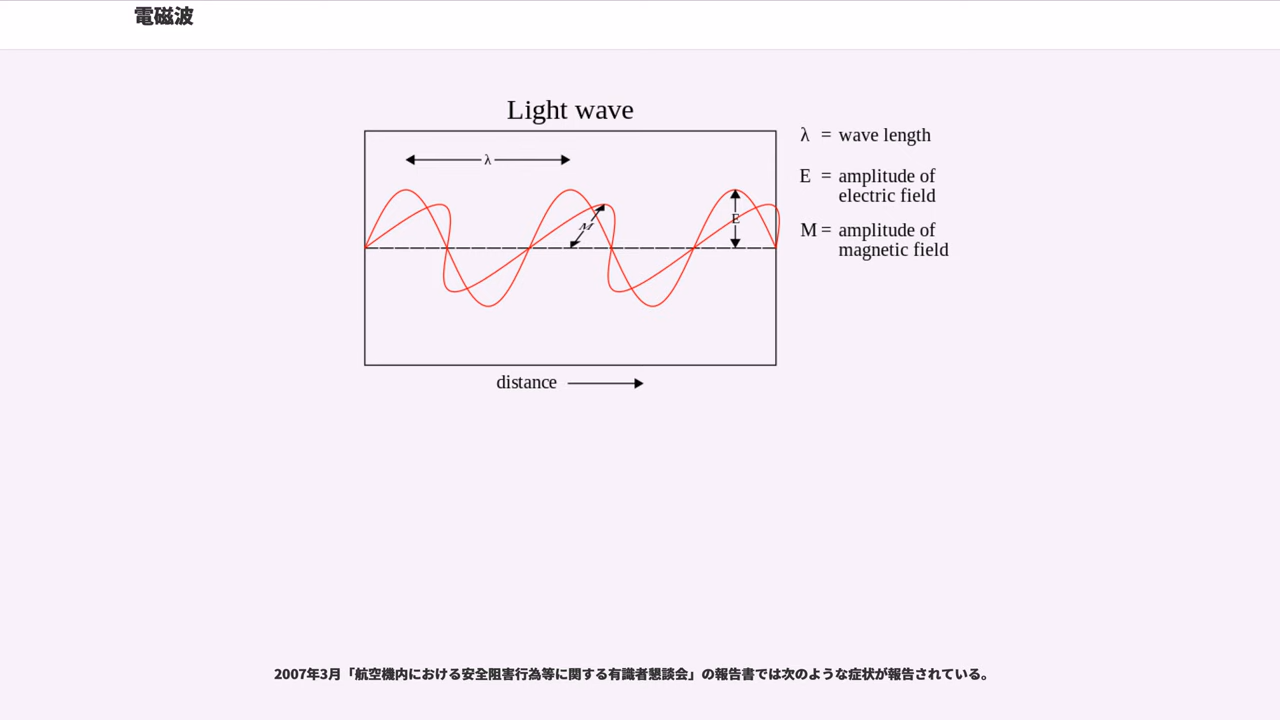 電磁波
Light wave
λ
E
M
λ = wave length
E = amplitude of
electric field
M = amplitude of
magnetic field
distance
2007年3月「航空機内における安全阻害行為等に関する有識者懇談会」の報告書では次のような症状が報告されている。